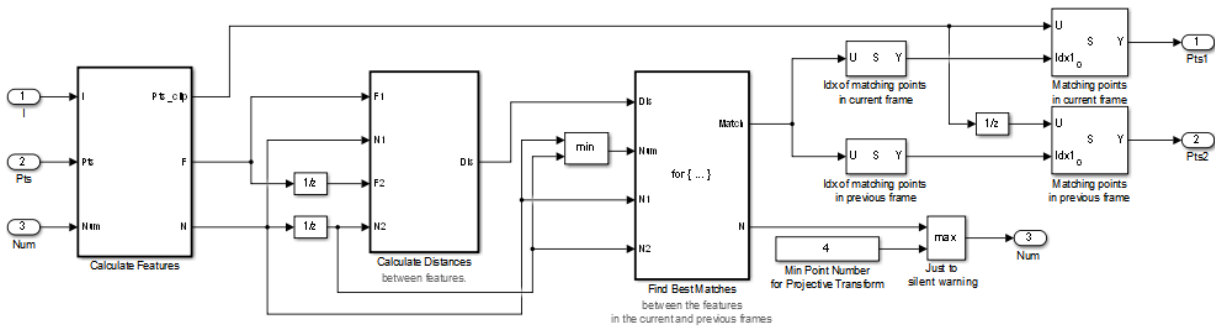 1
I
2
Pts
3
Num
I
Pts
Num
Pts_clip
F
N
Calculate Features
1/z
1/z
F1
N1
F2
N2
Dis
Calculate Distances
between features.
min
Dis
Num
N1
N2
for { ... }
Match
N
Find Best Matches
between the features
in the current and previous frames
U S Y
Idx of matching points
in current frame
U S Y
Idx of matching points
in previous frame
1/z
U
Idx1
o
S Y
Matching points
in current frame
U
Idx1
o
S Y
Matching points
in previous frame
4
Min Point Number
for Projective Transform
max
Just to
silent warning
1
Pts1
2
Pts2
3
Num